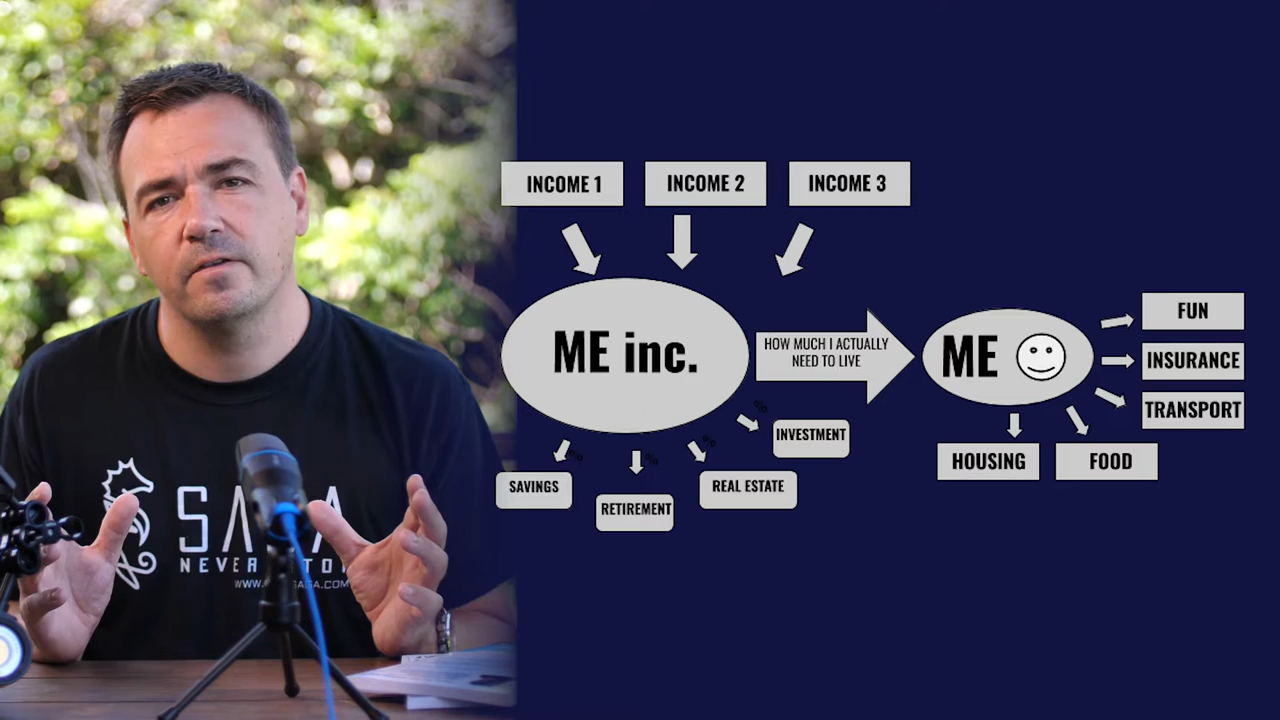 INCOME 1
INCOME 2
INCOME 3
ME inc.
HOW MUCH I ACTUALLY
NEED TO LIVE
ME
FUN
INSURANCE
TRANSPORT
HOUSING
FOOD
%
%
%
%
INVESTMENT
SAVINGS
RETIREMENT
REAL ESTATE
NEVER